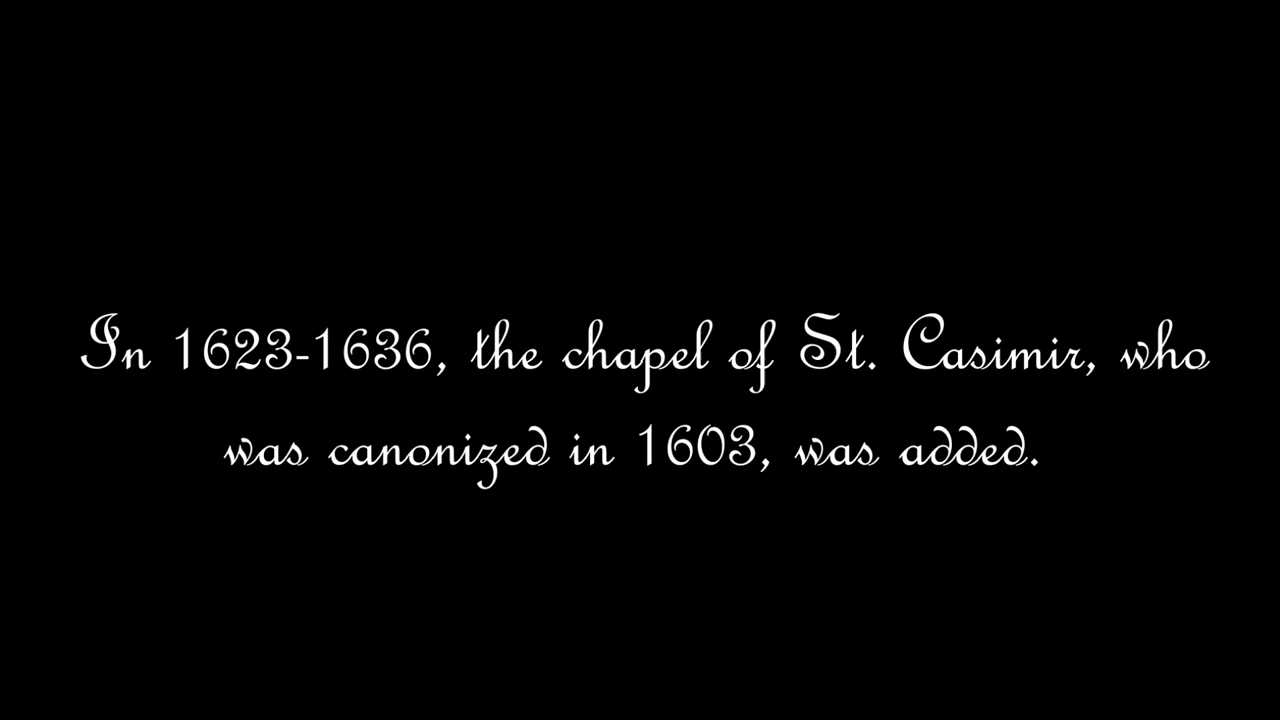 In 1623-1636, the chapel of St. Casimir, who
was canonized in 1603, was added.